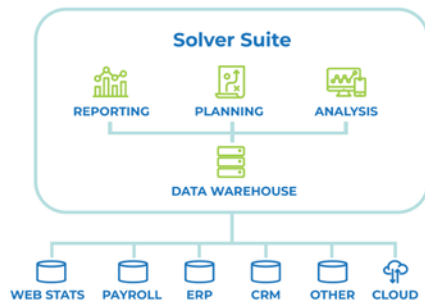 Solver Suite
REPORTING PLANNING ANALYSIS
DATA WAREHOUSE
WEB STATS PAYROLL ERP CRM OTHER CLOUD